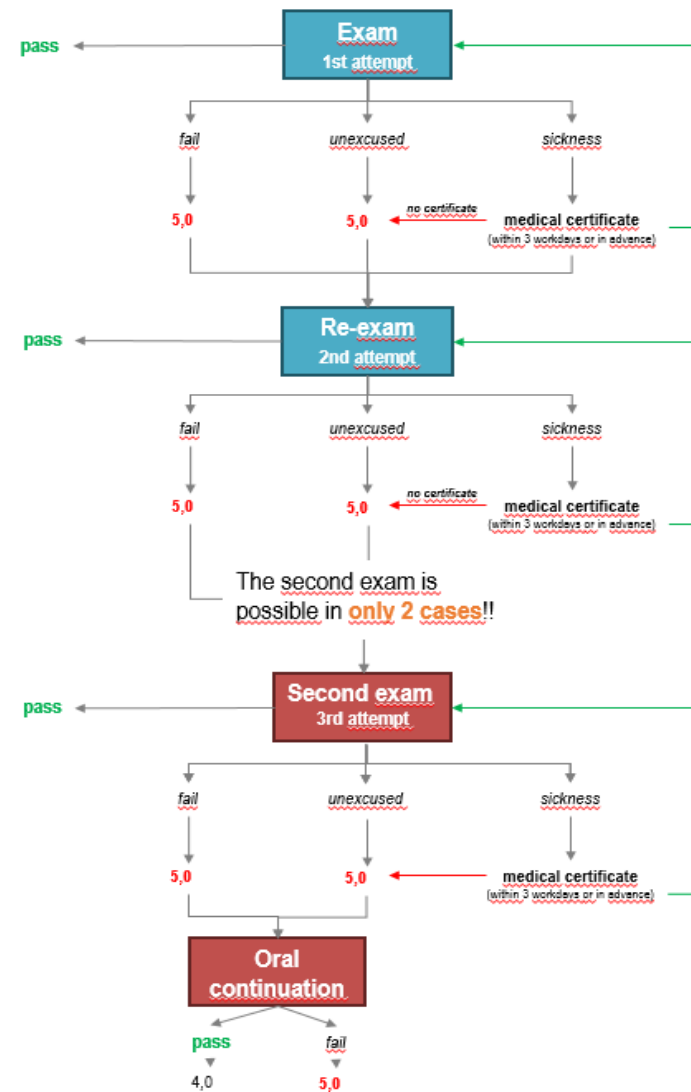 Exam
pass
1st attempt
fail
unexcused
sickness
no certificate
5,0
5,0
medical certificate
(within 3 workdays or in advance)
Re-exam
pass
2nd attempt
fail
unexcused
sickness
no certificate
5,0
5,0
medical certificate
(within 3 workdays or in advance)
The second exam is
possible in only 2 cases!!
Second exam
pass
3rd attempt
fail
unexcused
sickness
5,0
5,0
medical certificate
(within 3 workdays or in advance)
Oral
continuation
pass
fail
4,0
5,0